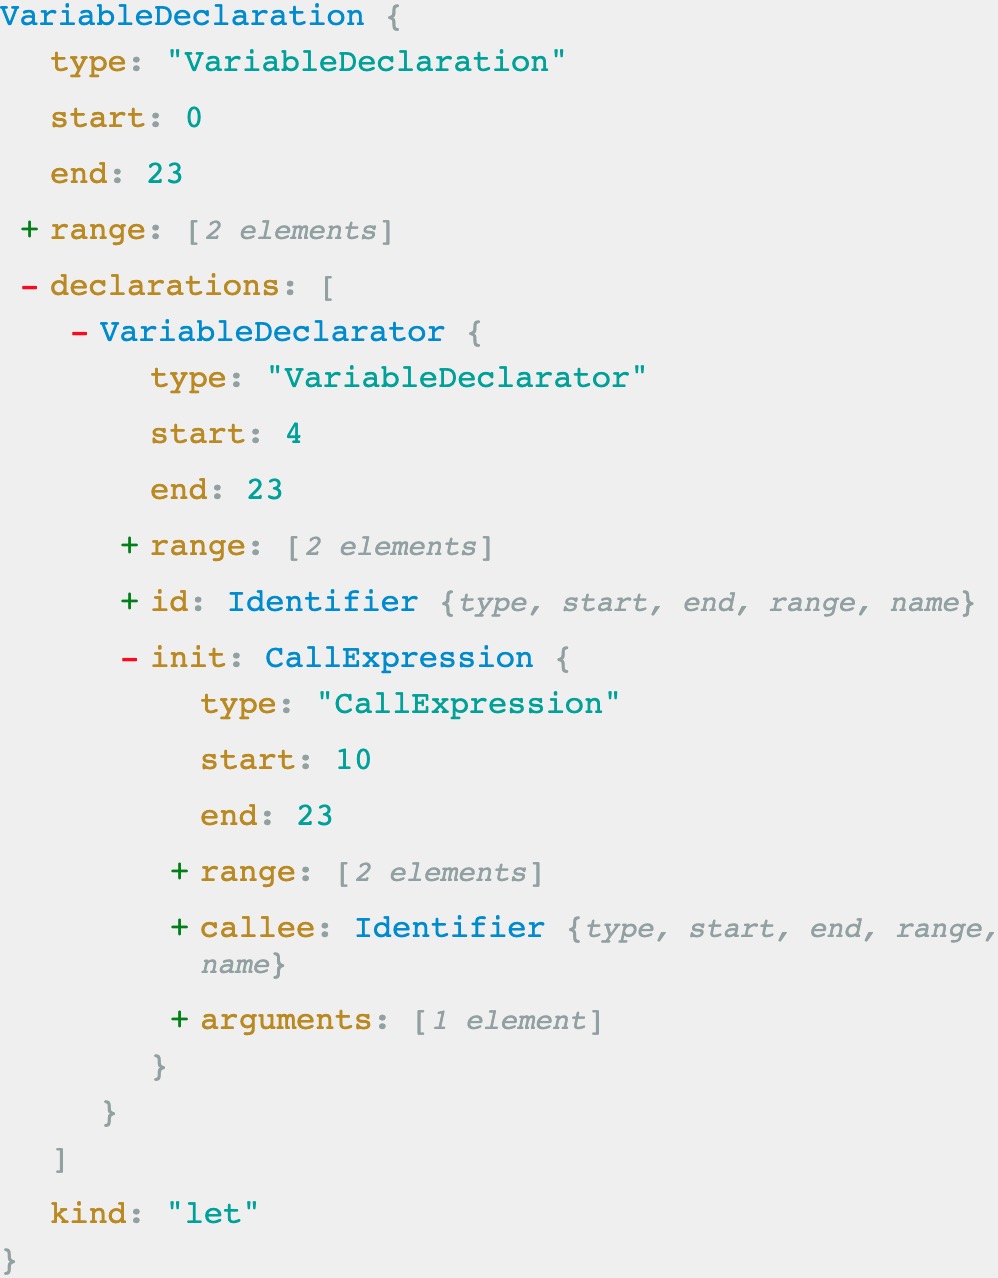 VariableDeclaration {
type: "VariableDeclaration"
start: 0
end: 23
+ range: [2 elements]
- declarations: [
- VariableDeclarator {
type: "VariableDeclarator"
start: 4
end: 23
+ range: [2 elements]
+ id: Identifier {type, start, end, range, name}
- init: CallExpression {
type: "CallExpression"
start: 10
end: 23
+ range: [2 elements]
+ callee: Identifier {type, start, end, range,
name}
+ arguments: [1 element]
}
}
]
kind: "let"
}